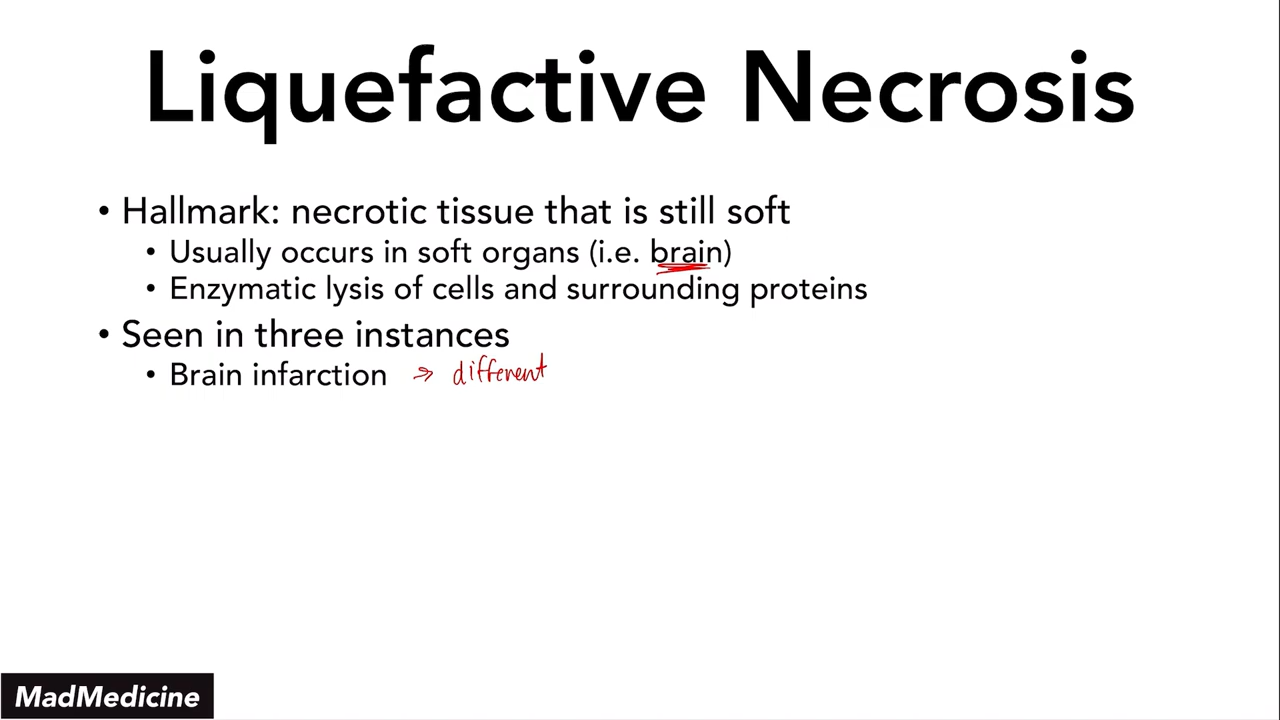 Liquefactive Necrosis
• Hallmark: necrotic tissue that is still soft
• Usually occurs in soft organs (i.e. brain)
• Enzymatic lysis of cells and surrounding proteins
• Seen in three instances
• Brain infarction → different
MadMedicine